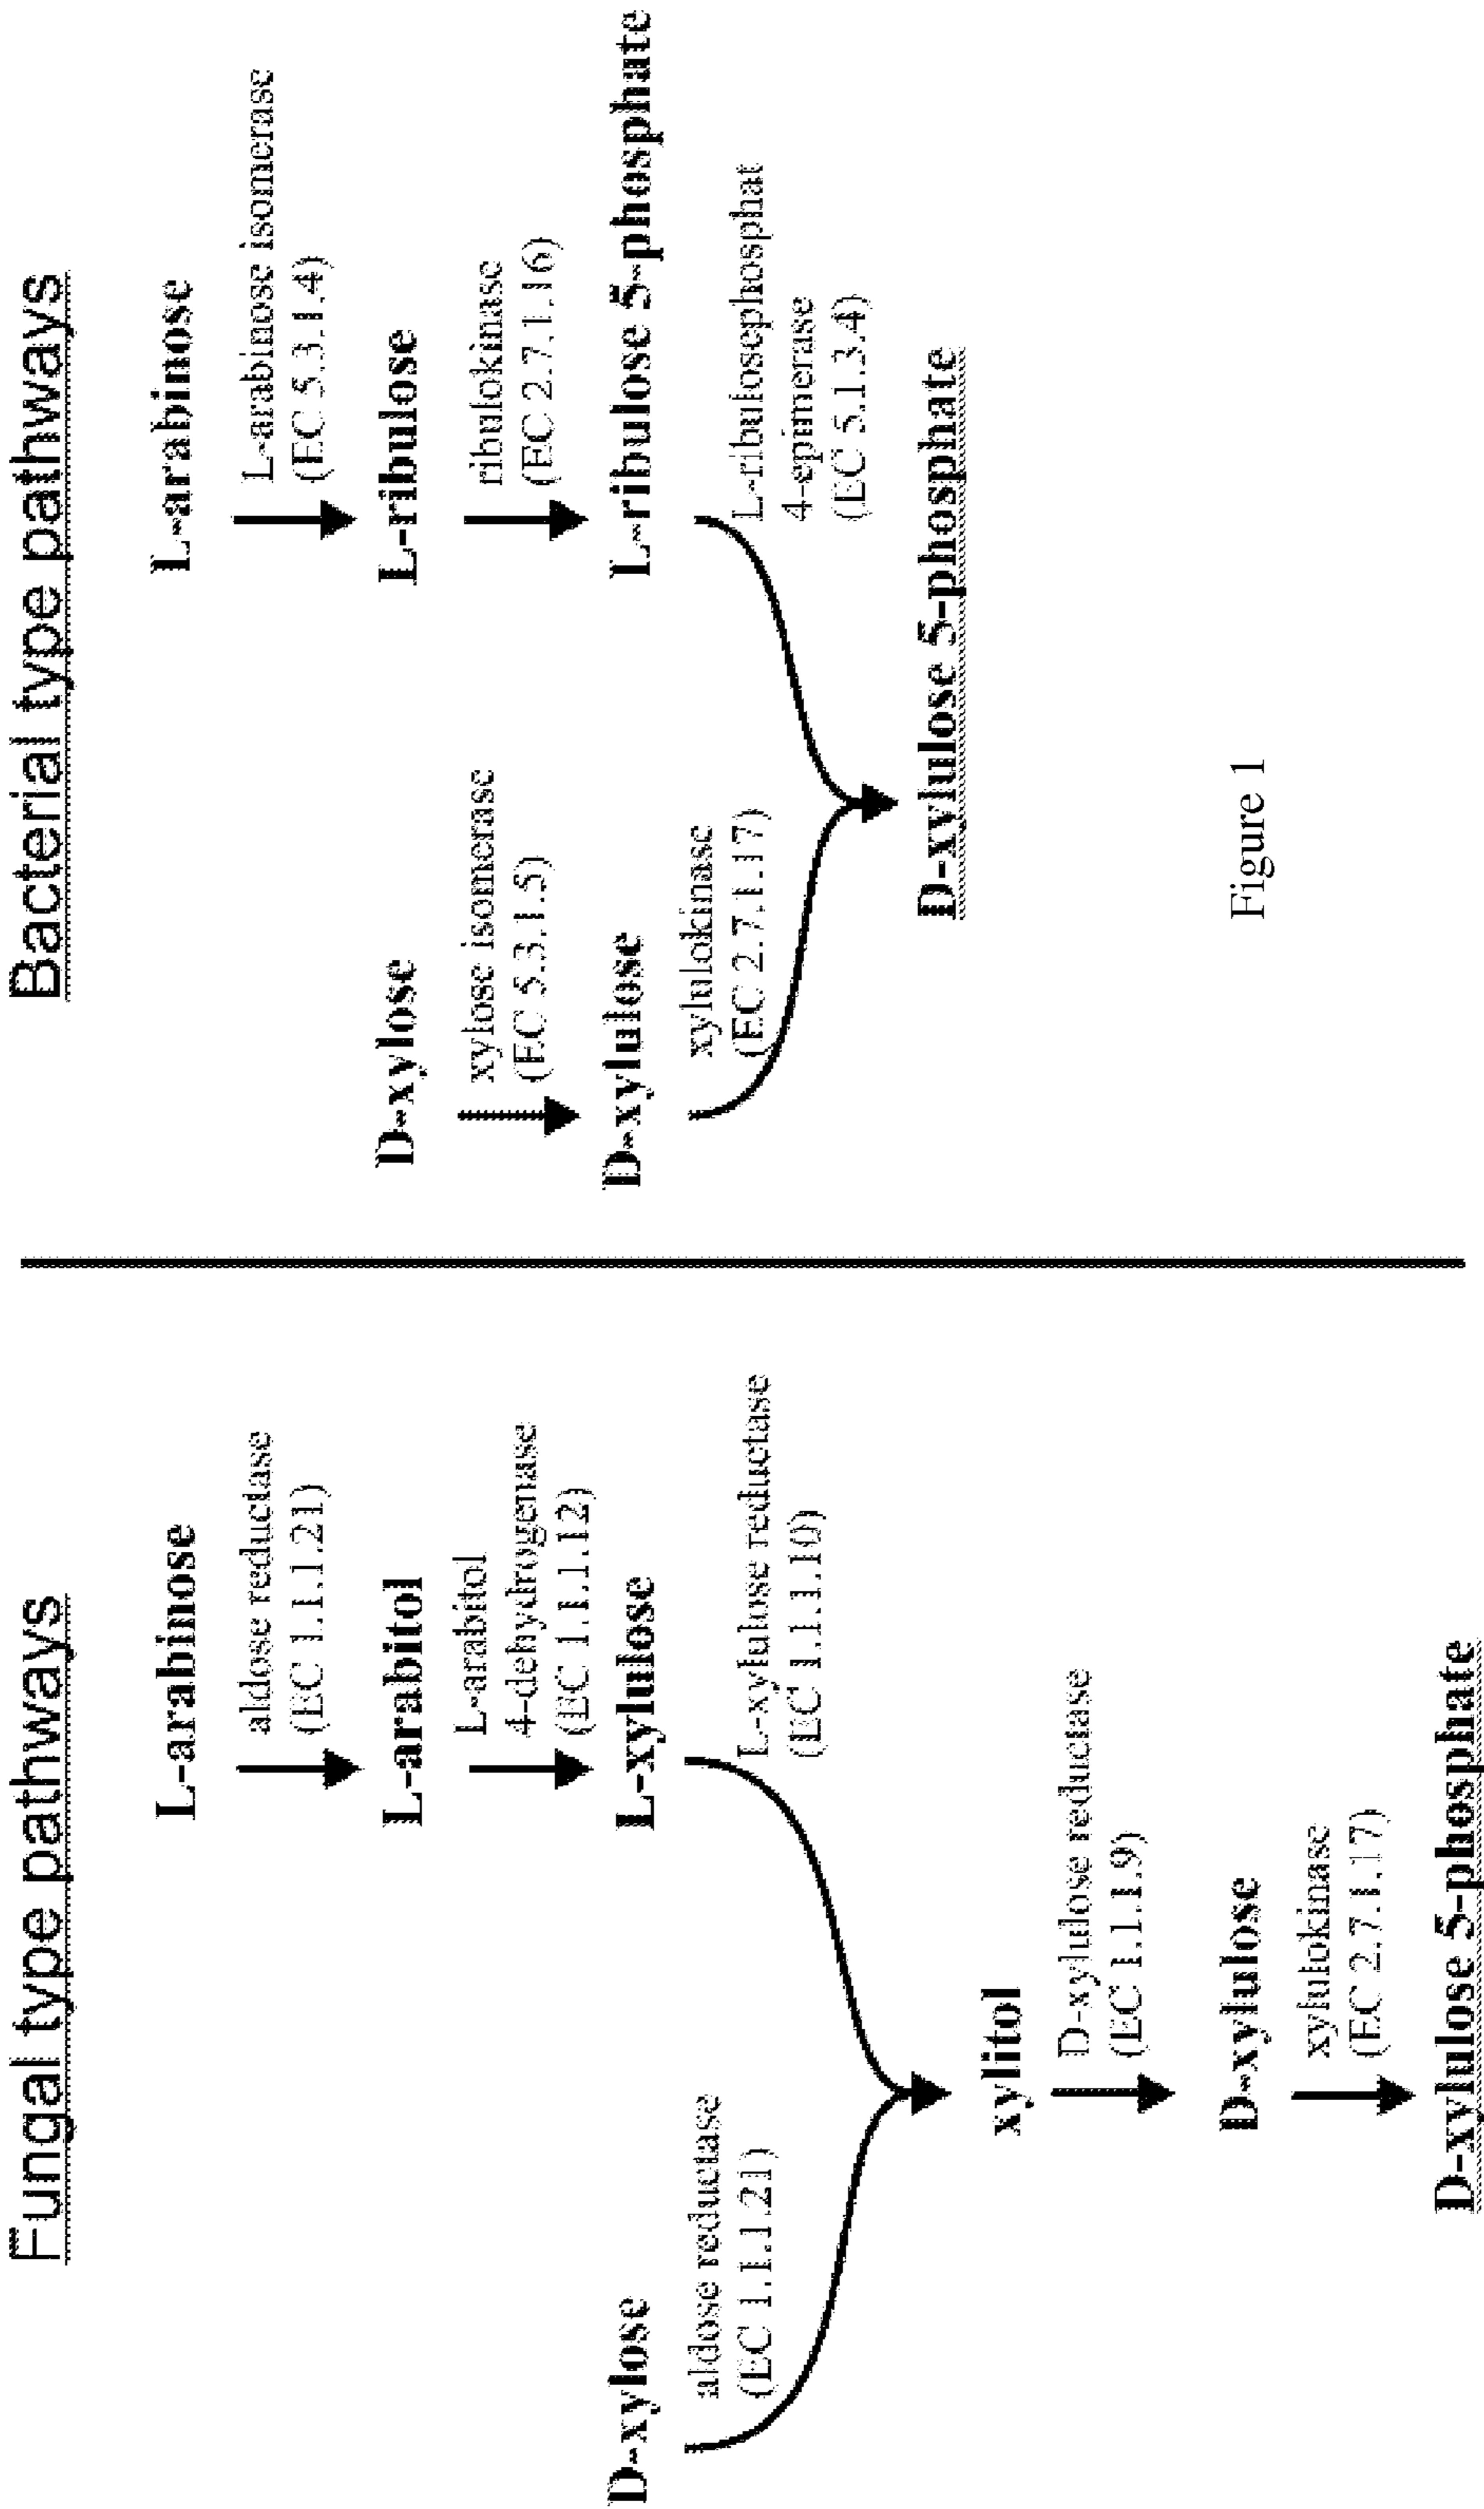 Fungal type pathways
L-arabinose
aldose reductase
(EC 1.1.1.21)
L-arabitol
L-arabitol
4-dehydrogenase
(EC 1.1.1.12)
D-xylose
L-xylulose
aldose reductase
(EC 1.1.1.21)
L-xylulose reductase
(EC 1.1.1.10)
xylitol
D-xylulose reductase
(EC 1.1.1.9)
D-xylulose
xylulokinase
(EC 2.7.1.17)
D-xylulose 5-phosphate
Bacterial type pathways
L-arabinose
L-arabinose isomerase
(EC 5.3.1.4)
D-xylose
L-ribulose
xylose isomerase
(EC 5.3.1.5)
ribulokinase
(EC 2.7.1.16)
D-xylulose
L-ribulose 5-phosphate
xylulokinase
(EC 2.7.1.17)
L-ribulosephosphat
4-epimerase
(EC 5.1.3.4)
D-xylulose 5-phosphate
Figure 1